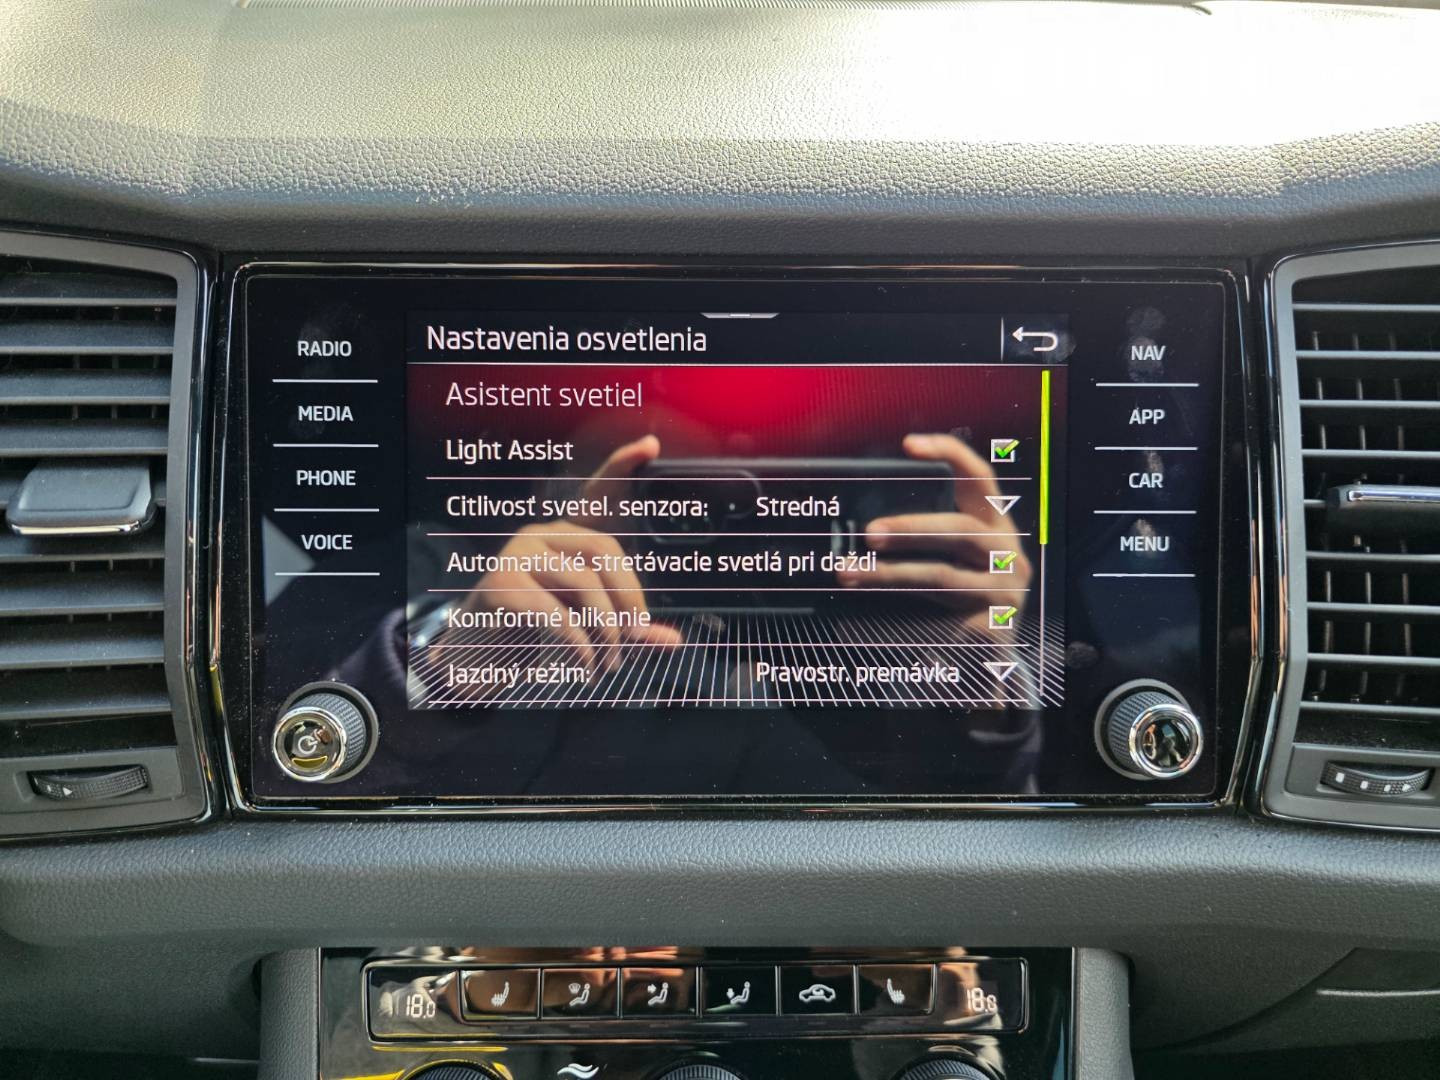 RADIO
MEDIA
PHONE
VOICE
Nastavenia osvetlenia
Asistent svetiel
Light Assist
Citlivosť svetel. senzora: Stredná
Automatické stretávacie svetlá pri daždi
Komfortné blikanie
Jazdný režim: Pravostr. premávka
NAV
APP
CAR
MENU
18.0
18.0